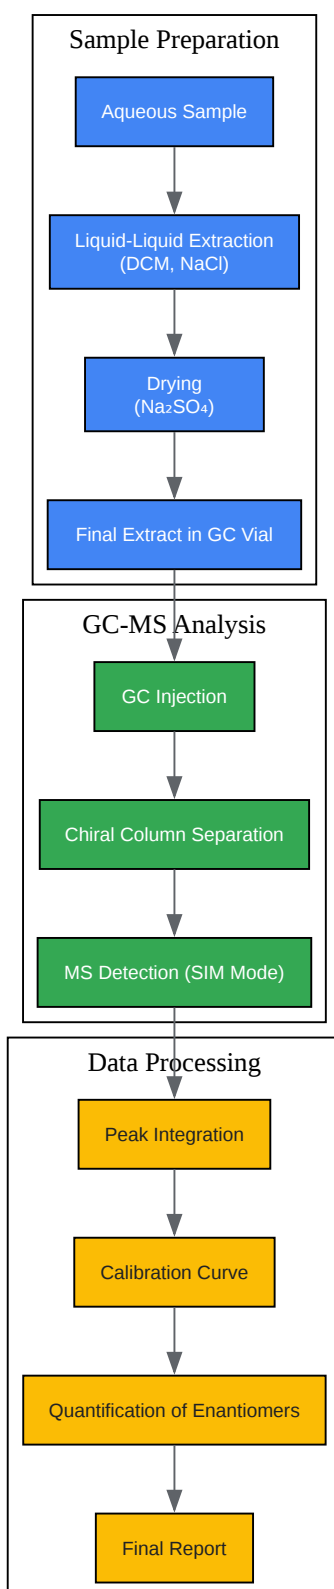 Sample Preparation
Aqueous Sample
Liquid-Liquid Extraction
(DCM, NaCl)
Drying
(Na₂SO₄)
Final Extract in GC Vial
GC-MS Analysis
GC Injection
Chiral Column Separation
MS Detection (SIM Mode)
Data Processing
Peak Integration
Calibration Curve
Quantification of Enantiomers
Final Report